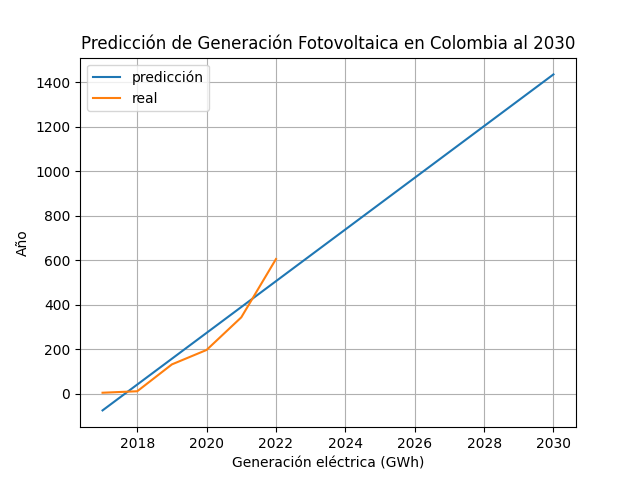 Predicción de Generación Fotovoltaica en Colombia al 2030
predicción
real
1400
1200
1000
800
600
400
200
0
Año
2018 2020 2022 2024 2026 2028 2030
Generación eléctrica (GWh)